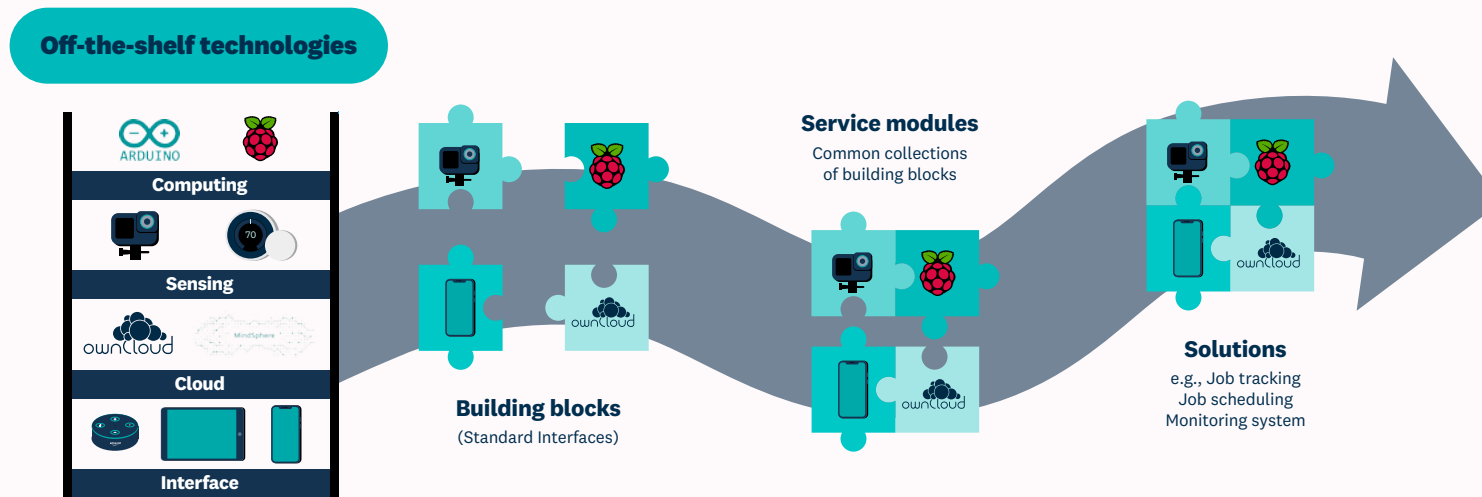 Off-the-shelf technologies
ARDUINO
Computing
70
Sensing
ownCloud
MindSphere
Cloud
amazon
Interface
ownCloud
Building blocks
(Standard Interfaces)
Service modules
Common collections
of building blocks
ownCloud
ownCloud
Solutions
e.g., Job tracking
Job scheduling
Monitoring system